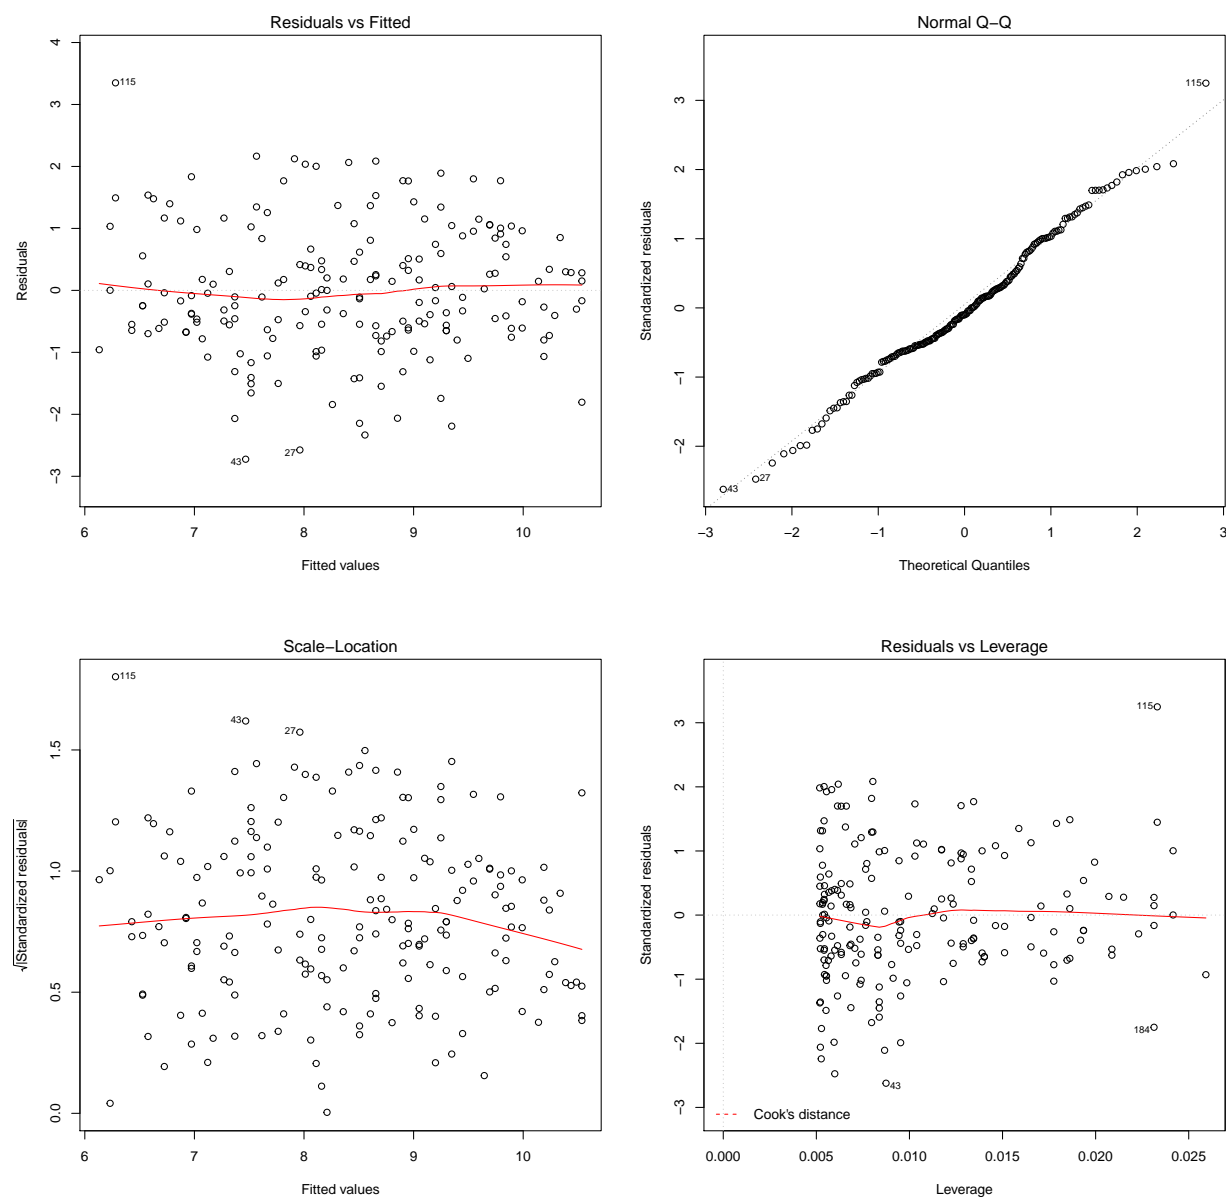 Residuals vs Fitted
Residuals
4
3
2
1
0
−1
−2
−3
115
43
27
6 7 8 9 10
Fitted values
Normal Q−Q
Standardized residuals
3
2
1
0
−1
−2
115
43
27
−3 −2 −1 0 1 2 3
Theoretical Quantiles
Scale−Location
√|Standardized residuals|
1.5
1.0
0.5
0.0
115
43
27
6 7 8 9 10
Fitted values
Residuals vs Leverage
Standardized residuals
3
2
1
0
−1
−2
−3
115
184
43
Cook's distance
0.000 0.005 0.010 0.015 0.020 0.025
Leverage